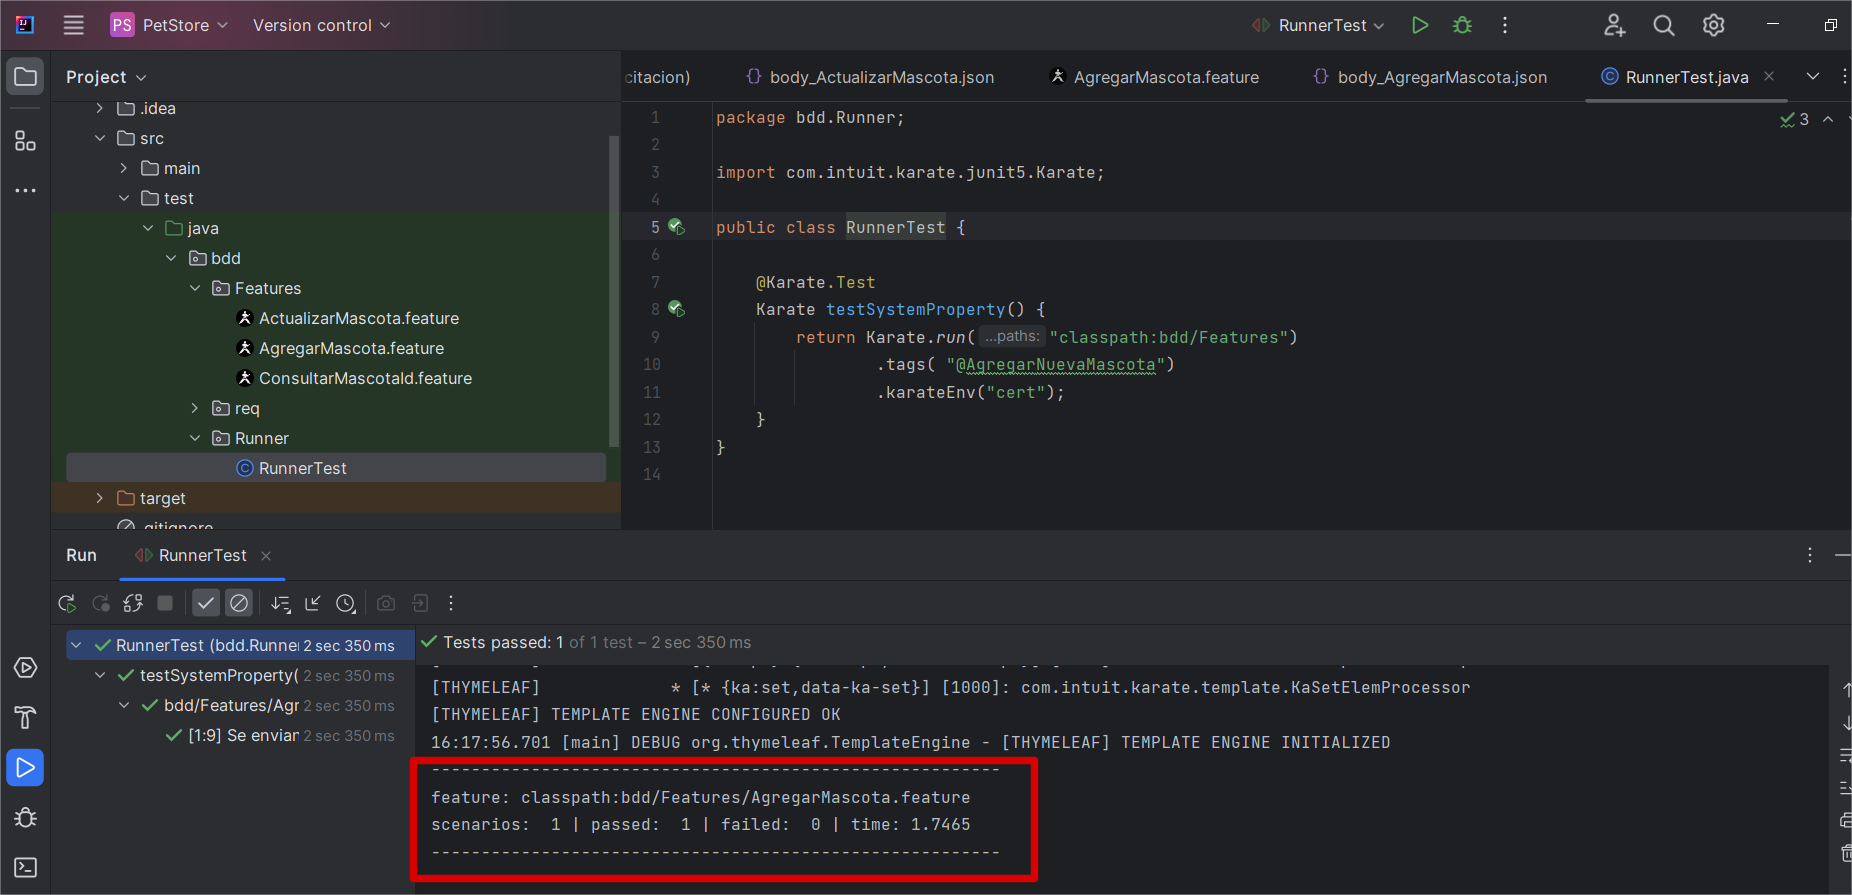 PS PetStore Version control RunnerTest
Project
.idea
src
main
test
java
bdd
Features
ActualizarMascota.feature
AgregarMascota.feature
ConsultarMascotaId.feature
req
Runner
RunnerTest
target
.gitignore
citacion) body_ActualizarMascota.json AgregarMascota.feature body_AgregarMascota.json RunnerTest.java
3
1 package bdd.Runner;
2
3 import com.intuit.karate.junit5.Karate;
4
5 public class RunnerTest {
6
7 @Karate.Test
8 Karate testSystemProperty() {
9 return Karate.run( ...paths: "classpath:bdd/Features")
10 .tags( "@AgregarNuevaMascota")
11 .karateEnv("cert");
12 }
13 }
14
Run RunnerTest
RunnerTest (bdd.Runne 2 sec 350 ms
testSystemProperty( 2 sec 350 ms
bdd/Features/Agr 2 sec 350 ms
[1:9] Se envian 2 sec 350 ms
Tests passed: 1 of 1 test – 2 sec 350 ms
[THYMELEAF] * [* {ka:set,data-ka-set}] [1000]: com.intuit.karate.template.KaSetElemProcessor
[THYMELEAF] TEMPLATE ENGINE CONFIGURED OK
16:17:56.701 [main] DEBUG org.thymeleaf.TemplateEngine - [THYMELEAF] TEMPLATE ENGINE INITIALIZED
---------------------------------------------------------
feature: classpath:bdd/Features/AgregarMascota.feature
scenarios: 1 | passed: 1 | failed: 0 | time: 1.7465
---------------------------------------------------------